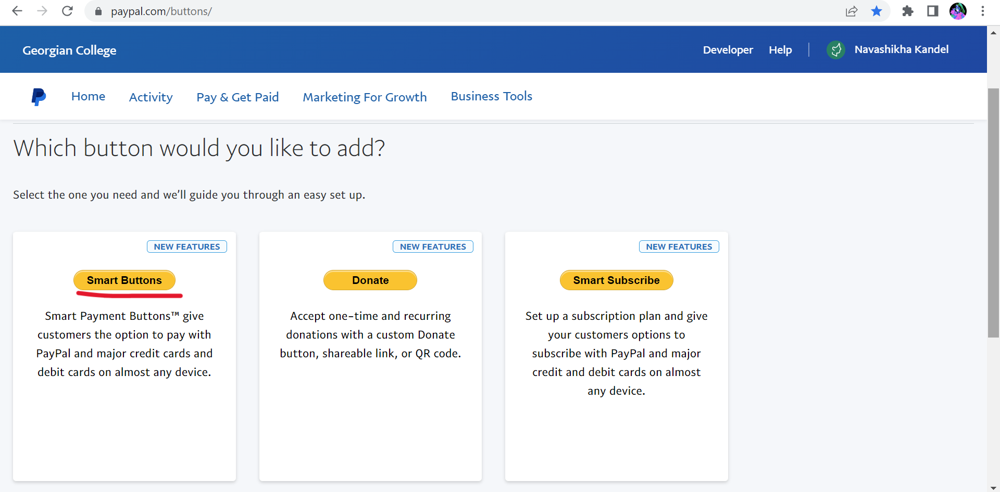 paypal.com/buttons/
Georgian College
Developer Help Navashikha Kandel
Home Activity Pay & Get Paid Marketing For Growth Business Tools
Which button would you like to add?
Select the one you need and we’ll guide you through an easy set up.
NEW FEATURES
Smart Buttons
Smart Payment Buttons™ give
customers the option to pay with
PayPal and major credit cards and
debit cards on almost any device.
NEW FEATURES
Donate
Accept one-time and recurring
donations with a custom Donate
button, shareable link, or QR code.
NEW FEATURES
Smart Subscribe
Set up a subscription plan and give
your customers options to
subscribe with PayPal and major
credit and debit cards on almost
any device.